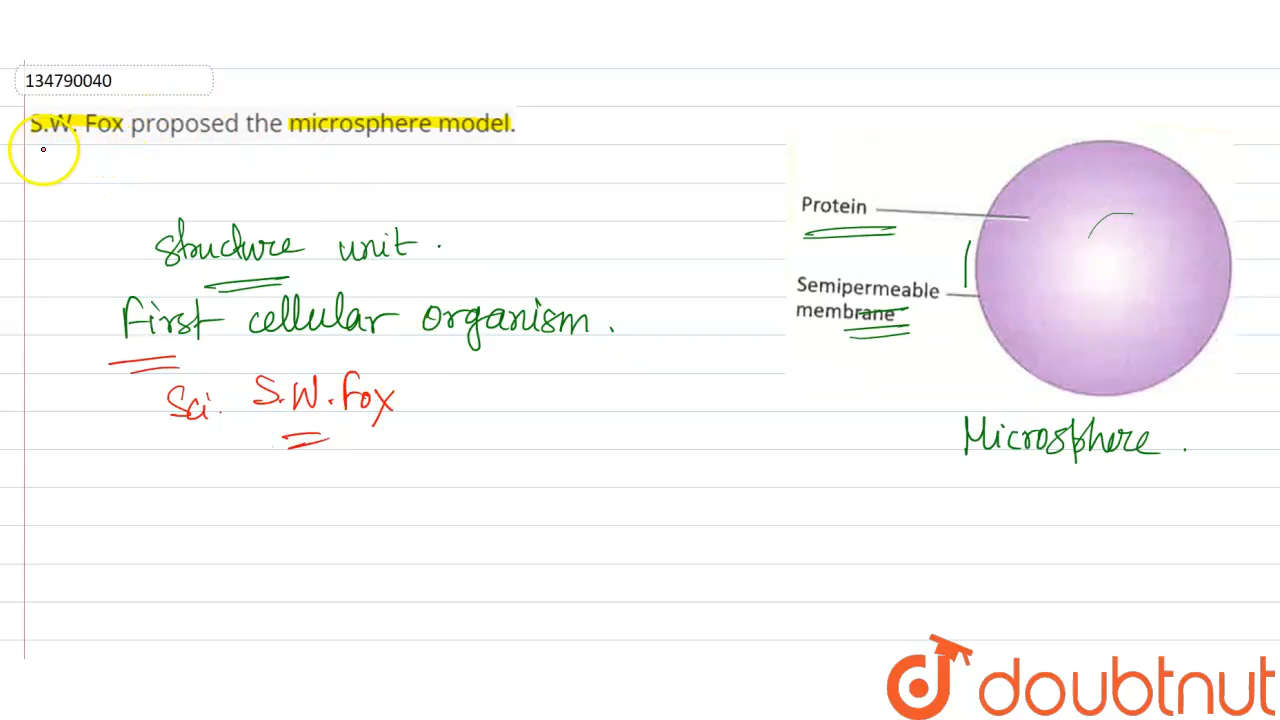 134790040
S.W. Fox proposed the microsphere model.
structure unit.
First cellular organism.
Sci. S.W. Fox
Protein
Semipermeable
membrane
Microsphere.
doubtnut